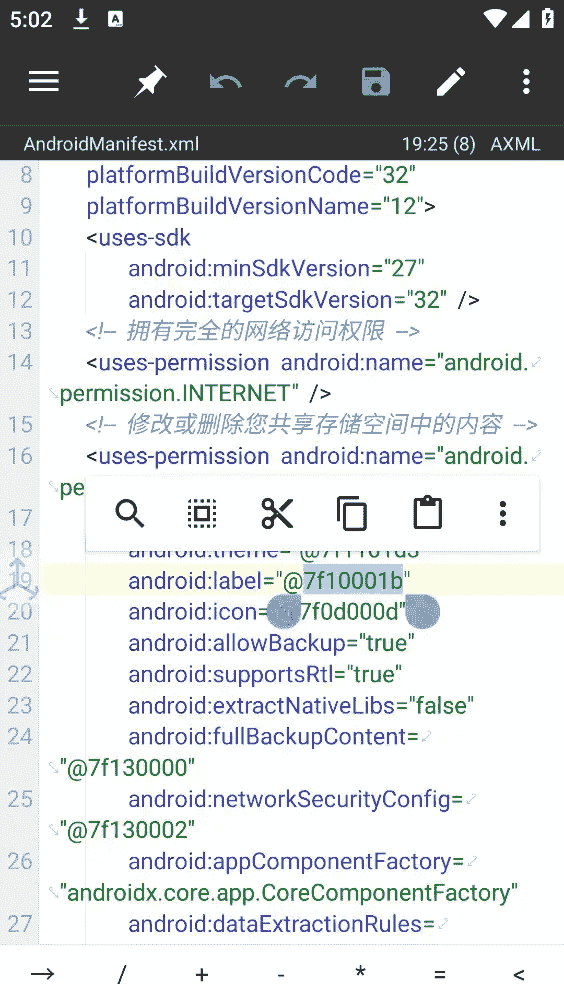 5:02
A
AndroidManifest.xml 19:25 (8) AXML
8 platformBuildVersionCode="32"
9 platformBuildVersionName="12">
10 <uses-sdk
11 android:minSdkVersion="27"
12 android:targetSdkVersion="32" />
13 <!-- 拥有完全的网络访问权限 -->
14 <uses-permission android:name="android.
permission.INTERNET" />
15 <!-- 修改或删除您共享存储空间中的内容 -->
16 <uses-permission android:name="android.
pe
17
18
19 android:label="@7f10001b"
20 android:icon= 7f0d000d"
21 android:allowBackup="true"
22 android:supportsRtl="true"
23 android:extractNativeLibs="false"
24 android:fullBackupContent=
"@7f130000"
25 android:networkSecurityConfig=
"@7f130002"
26 android:appComponentFactory=
"androidx.core.app.CoreComponentFactory"
27 android:dataExtractionRules=
→ / + - * = <